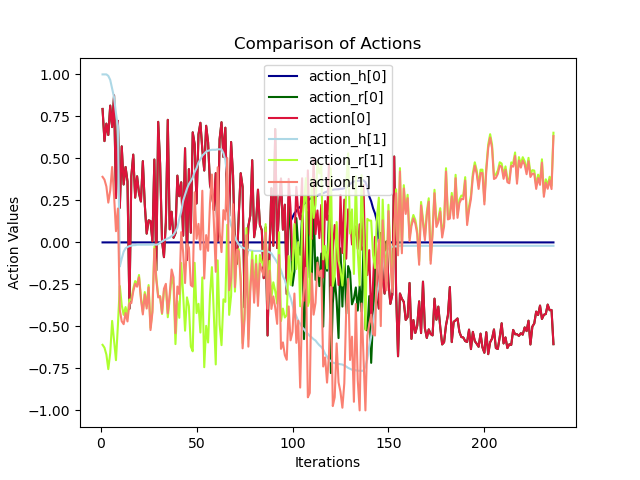 Comparison of Actions
1.00
0.75
0.50
0.25
0.00
−0.25
−0.50
−0.75
−1.00
Action Values
action_h[0]
action_r[0]
action[0]
action_h[1]
action_r[1]
action[1]
0
50
100
150
200
Iterations